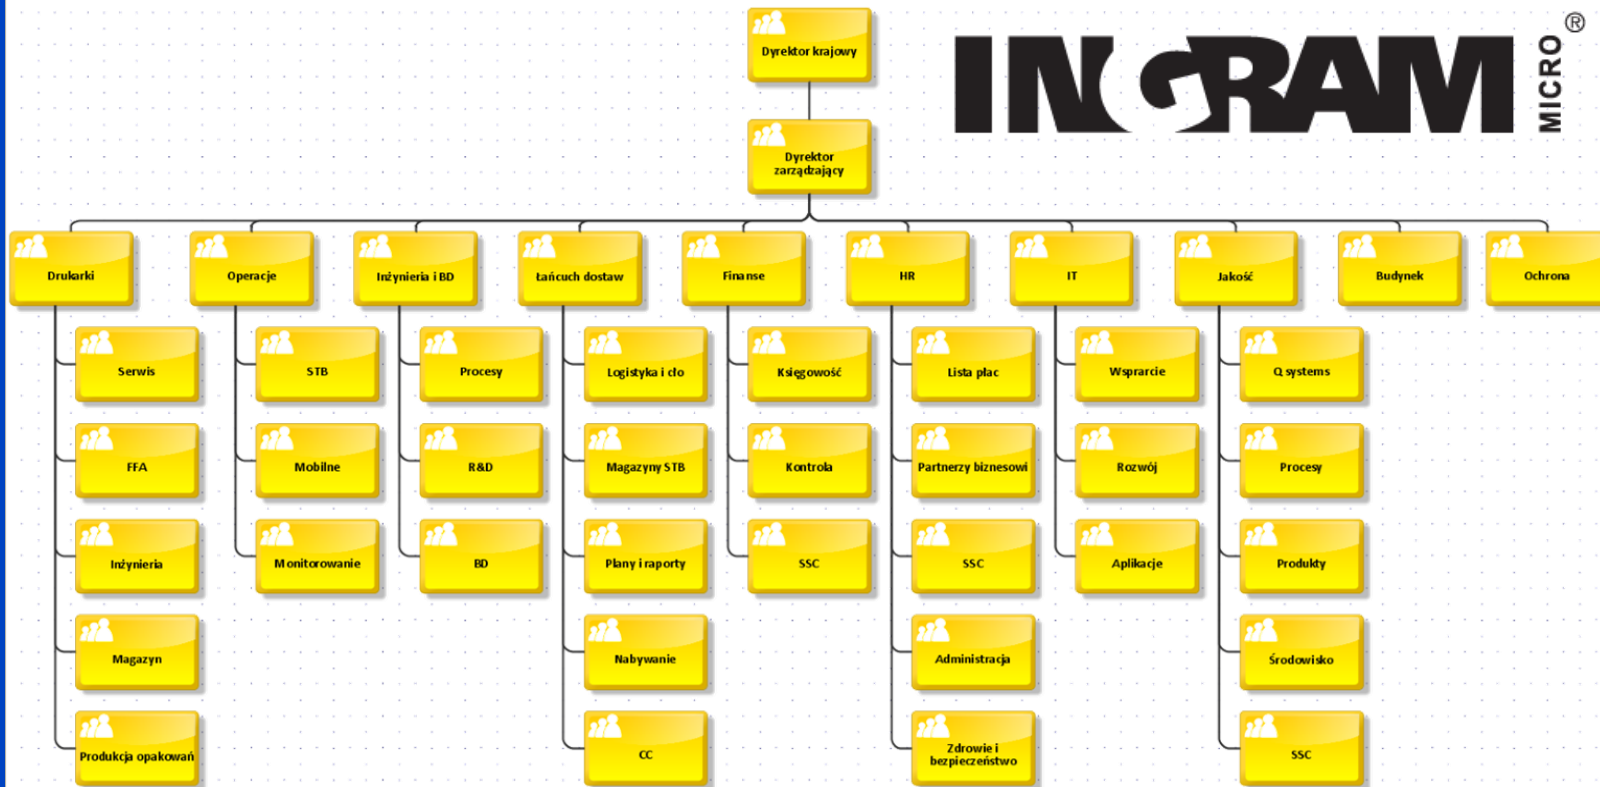 Dyrektor krajowy
INGRAM
MICRO
®
Dyrektor
zarządzający
Drukarki
Operacje
Inżynieria i BD
Łańcuch dostaw
Finanse
HR
IT
Jakość
Budynek
Ochrona
Serwis
STB
Procesy
Logistyka i cło
Księgowość
Lista płac
Wsprarcie
Q systems
FFA
Mobilne
R&D
Magazyny STB
Kontrola
Partnerzy biznesowi
Rozwój
Procesy
Inżynieria
Monitorowanie
BD
Plany i raporty
SSC
SSC
Aplikacje
Produkty
Magazyn
Nabywanie
Administracja
Środowisko
Produkcja opakowań
CC
Zdrowie i
bezpieczeństwo
SSC